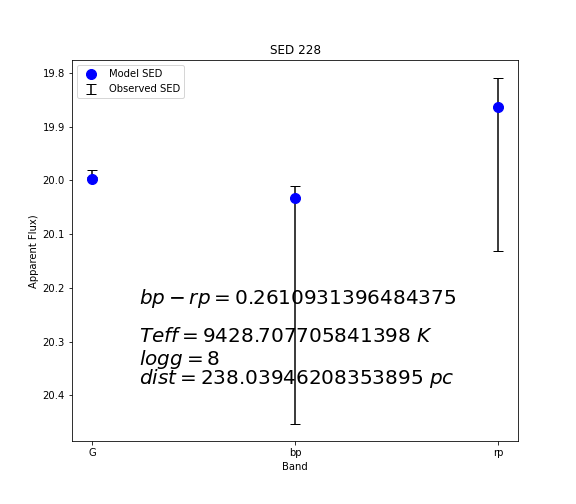 SED 228
Model SED
Observed SED
19.8
19.9
20.0
20.1
20.2
20.3
20.4
Apparent Flux)
bp − rp = 0.2610931396484375
Teff = 9428.707705841398 K
logg = 8
dist = 238.03946208353895 pc
G bp rp
Band